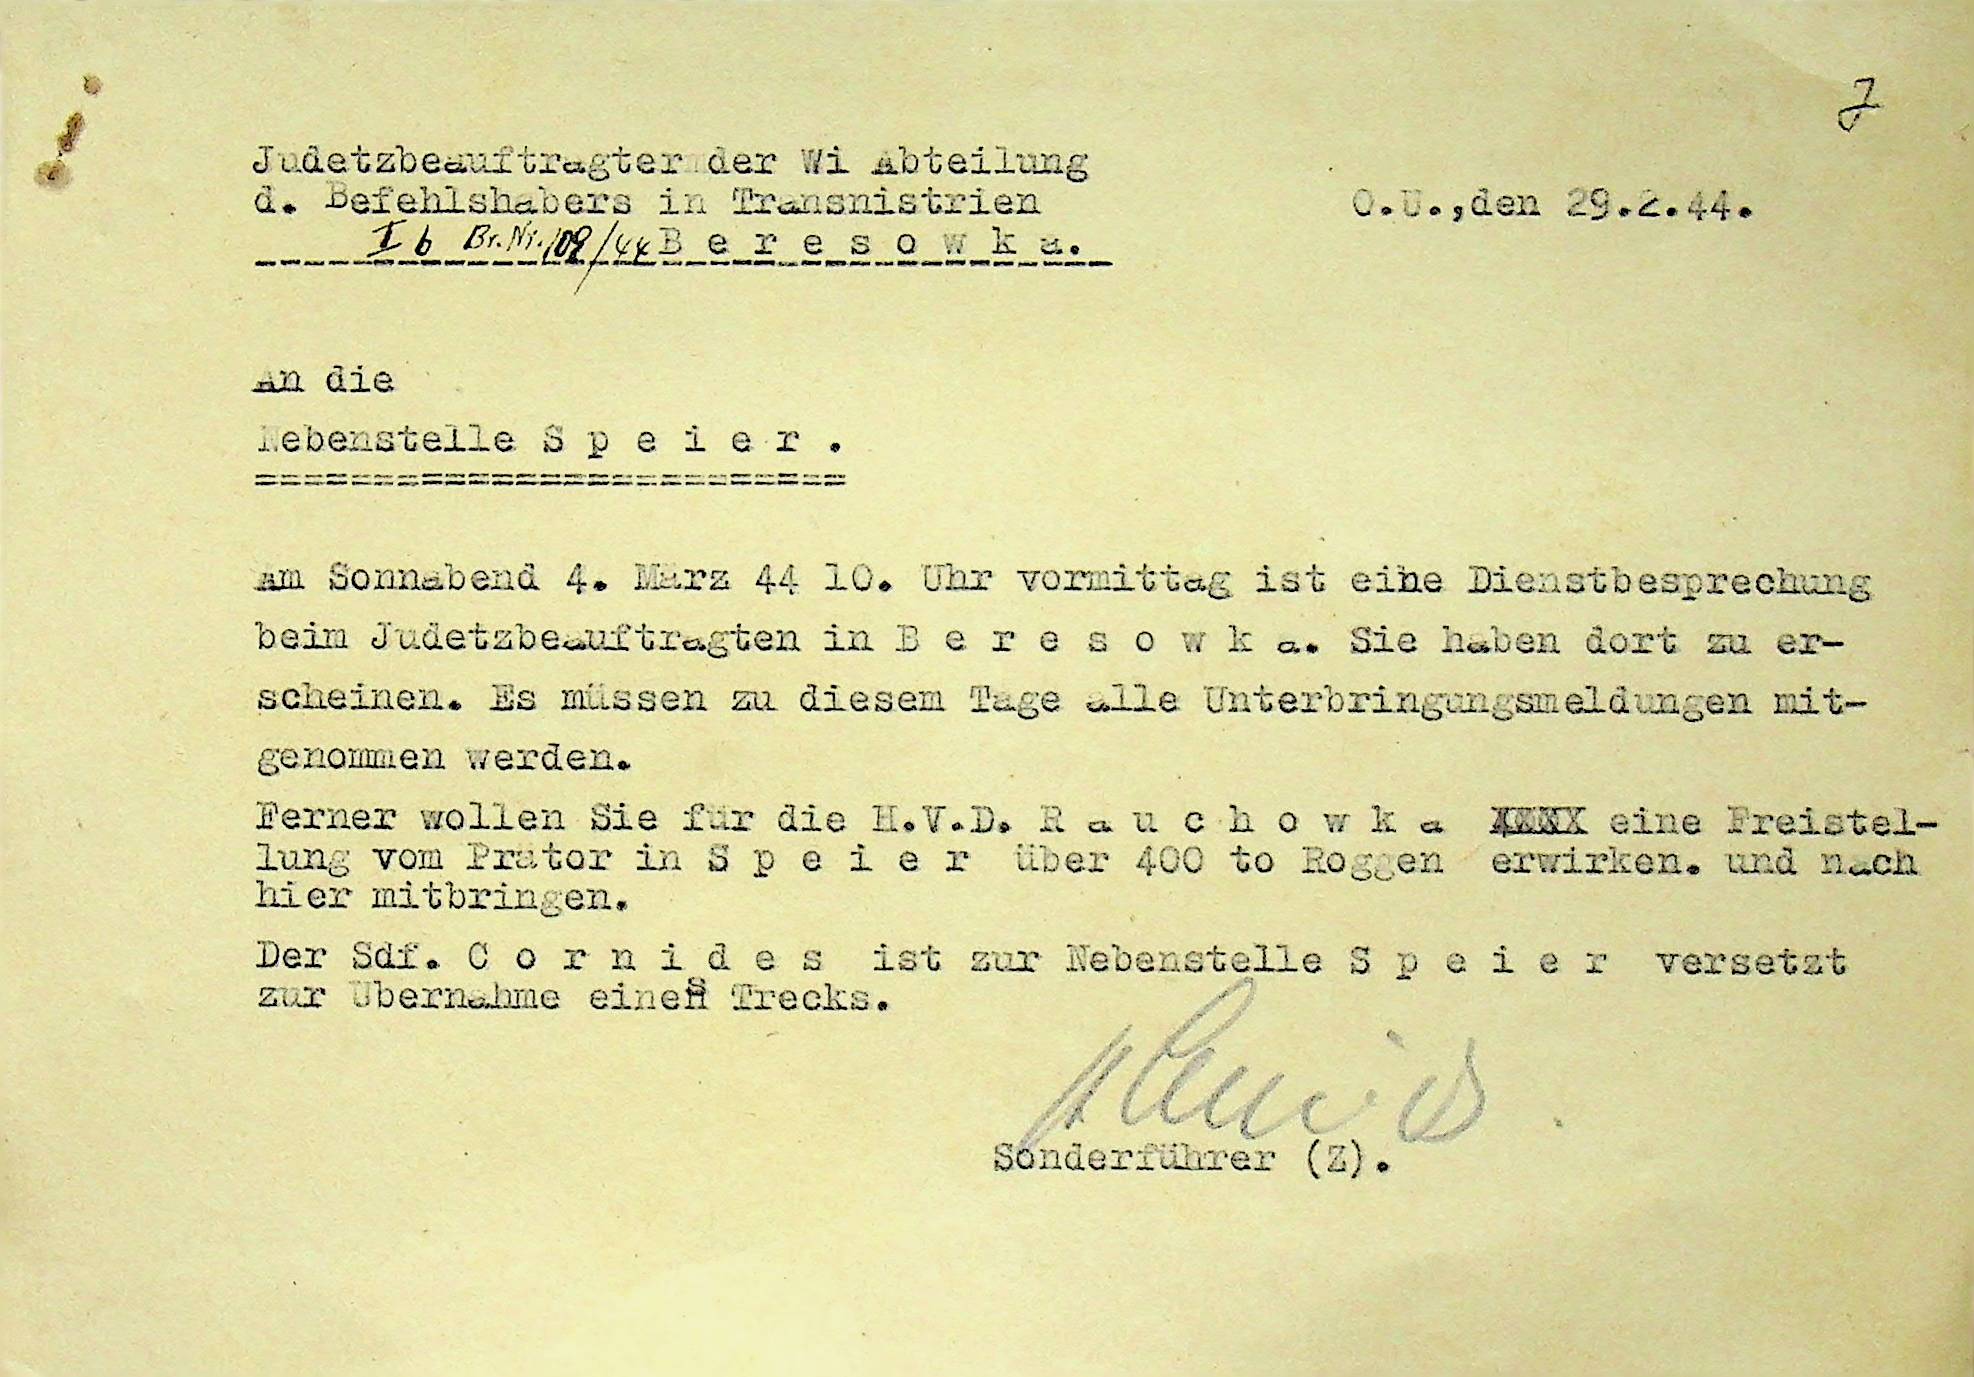 7
Judetzbeauftragter der Wi Abteilung
d. Befehlshabers in Transnistrien
O.U.,den 29.2.44.
I b Br.Nr.109/44 B e r e s o w k a.
An die
Nebenstelle S p e i e r .
=========================
Am Sonnabend 4. März 44 10. Uhr vormittag ist eine Dienstbesprechung
beim Judetzbeauftragten in B e r e s o w k a. Sie haben dort zu er-
scheinen. Es müssen zu diesem Tage alle Unterbringungsmeldungen mit-
genommen werden.
Ferner wollen Sie für die H.V.D. R a u c h o w k a XXXX eine Freistel-
lung vom Prätor in S p e i e r über 400 to Roggen erwirken. und nach
hier mitbringen.
Der Sdf. C o r n i d e s ist zur Nebenstelle S p e i e r versetzt
zur Übernahme eines Trecks.
Sonderführer (Z).